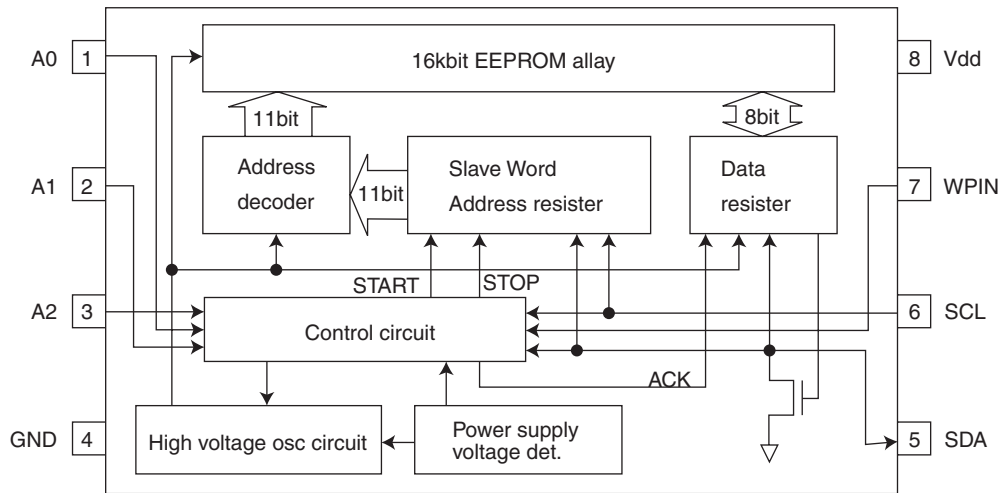 A0 1
16kbit EEPROM allay
8 Vdd
11bit
8bit
A1 2
Address
decoder
11bit
Slave Word
Address resister
Data
resister
7 WPIN
START
STOP
A2 3
Control circuit
6 SCL
ACK
GND 4
High voltage osc circuit
Power supply
voltage det.
5 SDA